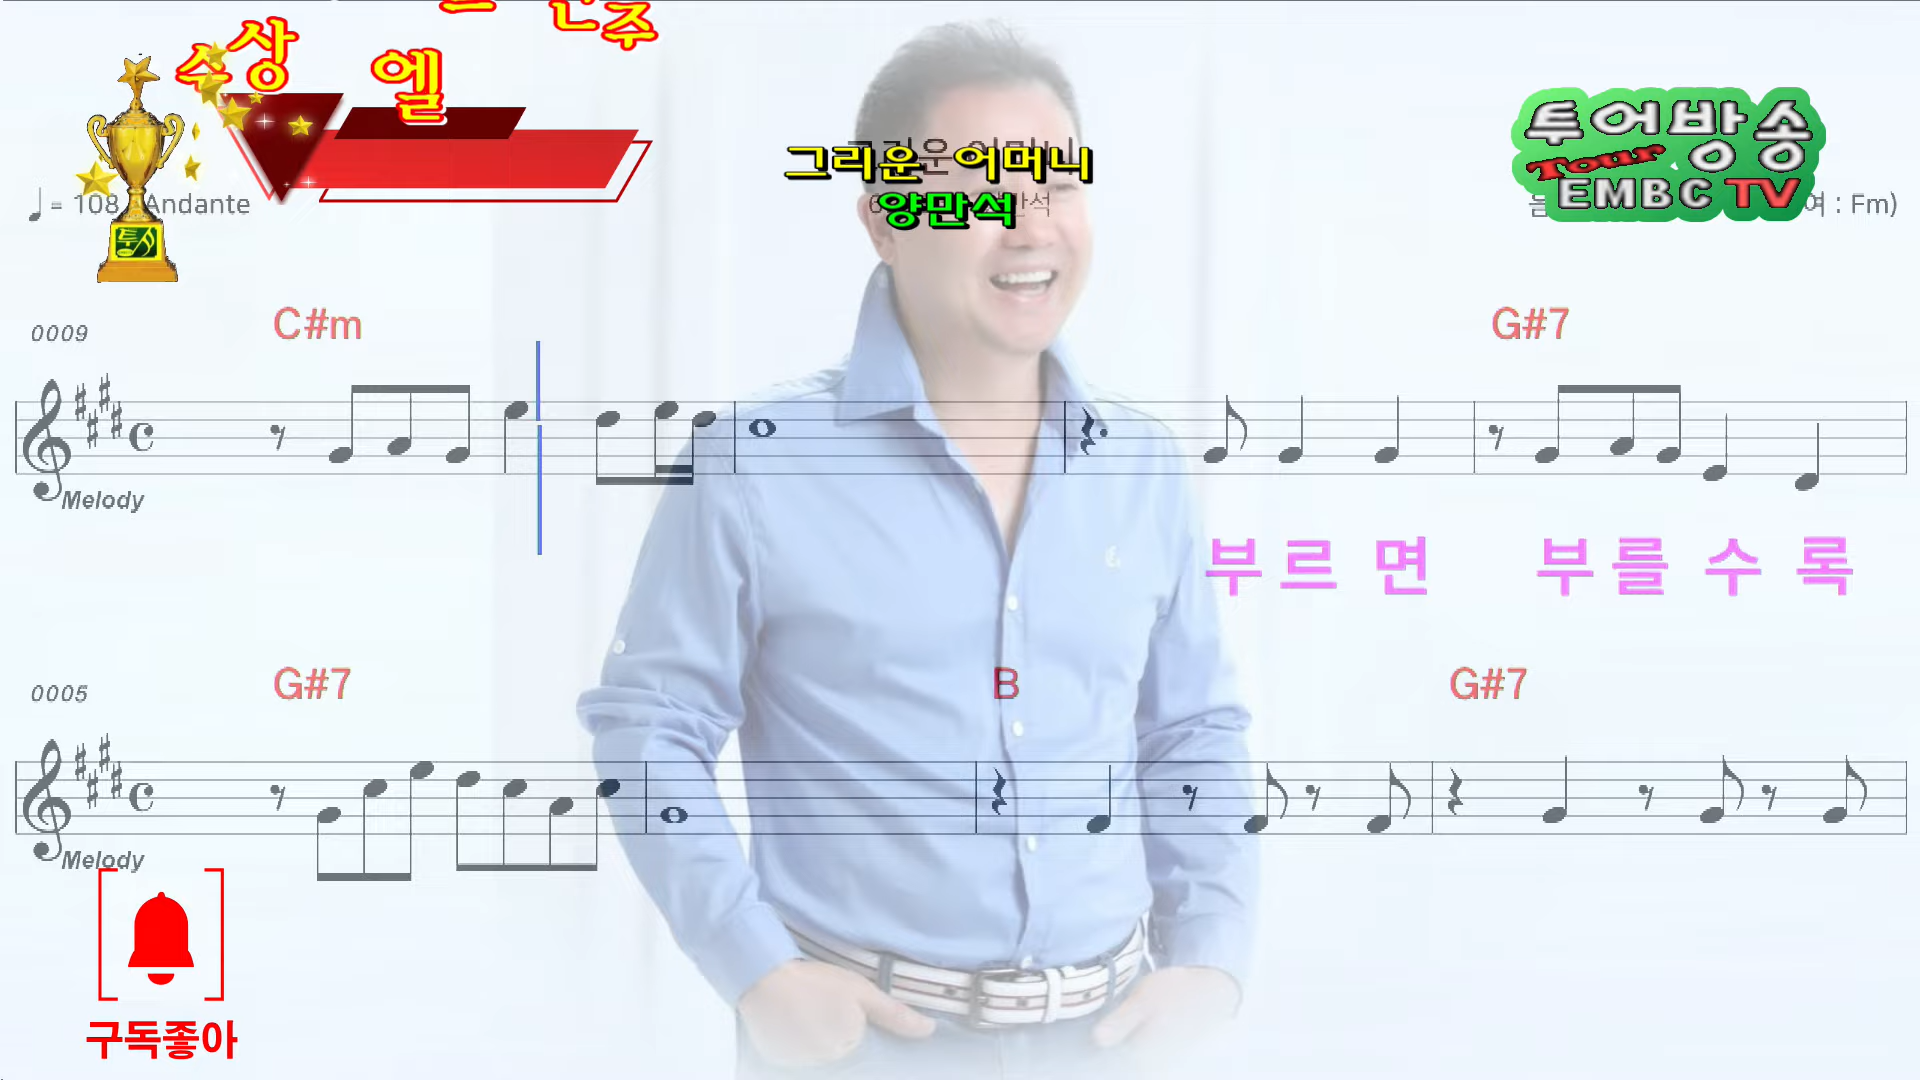 수상
엘
주
그리운 어머니
양만석
투어방송
Tour
EMBC TV
♩= 108 Andante
여 : Fm)
0009
C#m
G#7
Melody
부르면 부를수록
0005
G#7
B
G#7
Melody
구독좋아